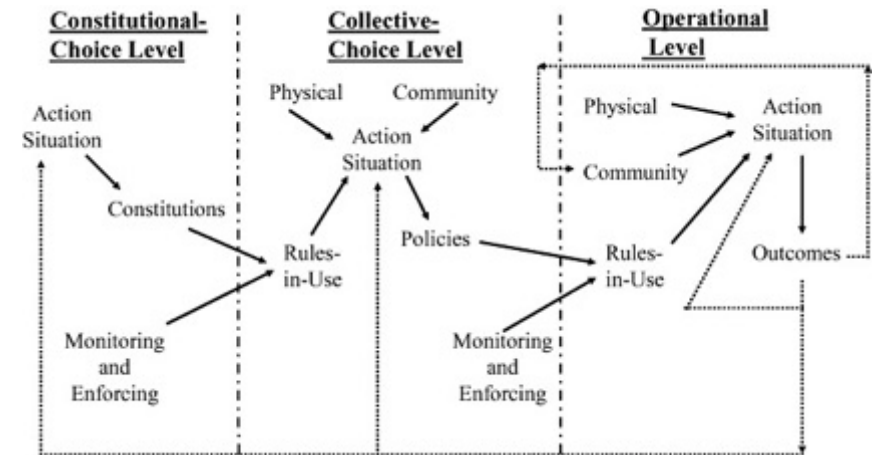 Constitutional-
Choice Level
Action
Situation
Constitutions
Monitoring
and
Enforcing
Collective-
Choice Level
Physical
Community
Action
Situation
Rules-
in-Use
Policies
Monitoring
and
Enforcing
Operational
Level
Physical
Community
Action
Situation
Rules-
in-Use
Outcomes